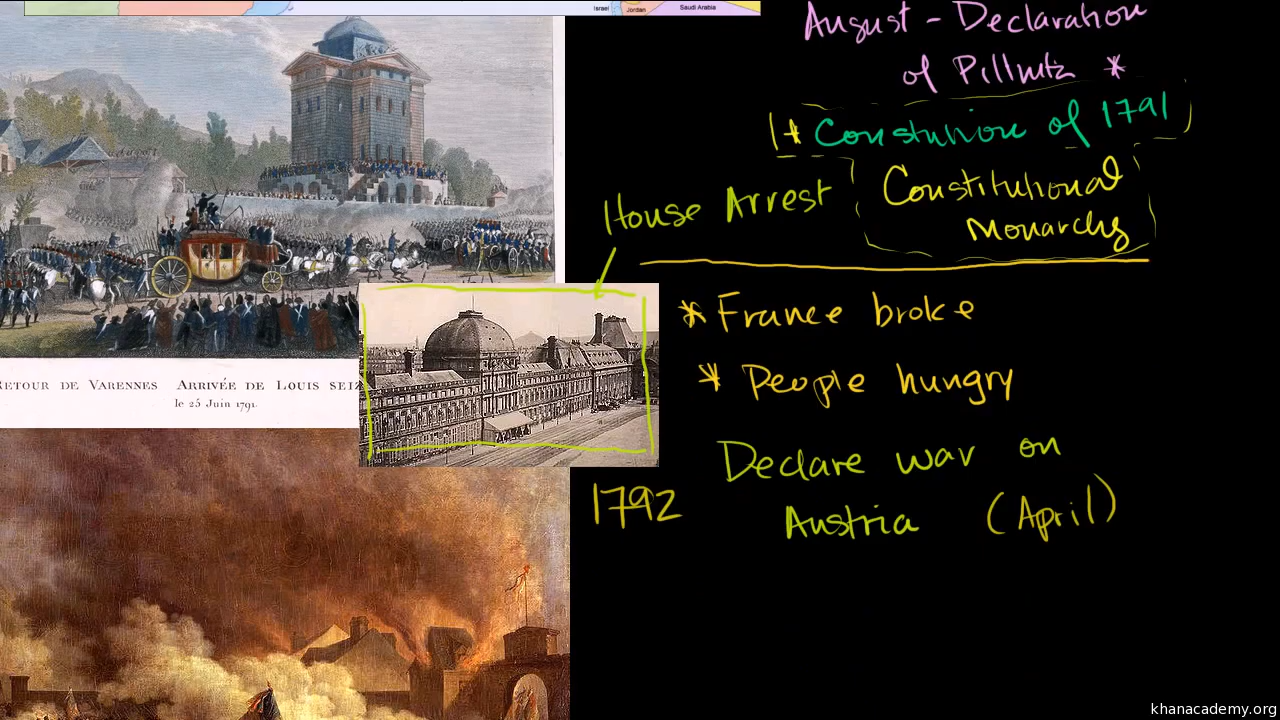 Israel
Jordan
Saudi Arabia
August - Declaration
of Pillnitz *
* Constitution of 1791
Constitutional
Monarchy
House Arrest
* France broke
* People hungry
Declare war on
1792 Austria (April)
RETOUR DE VARENNES ARRIVÉE DE LOUIS SEIZ
le 25 Juin 1791.
khanacademy.org